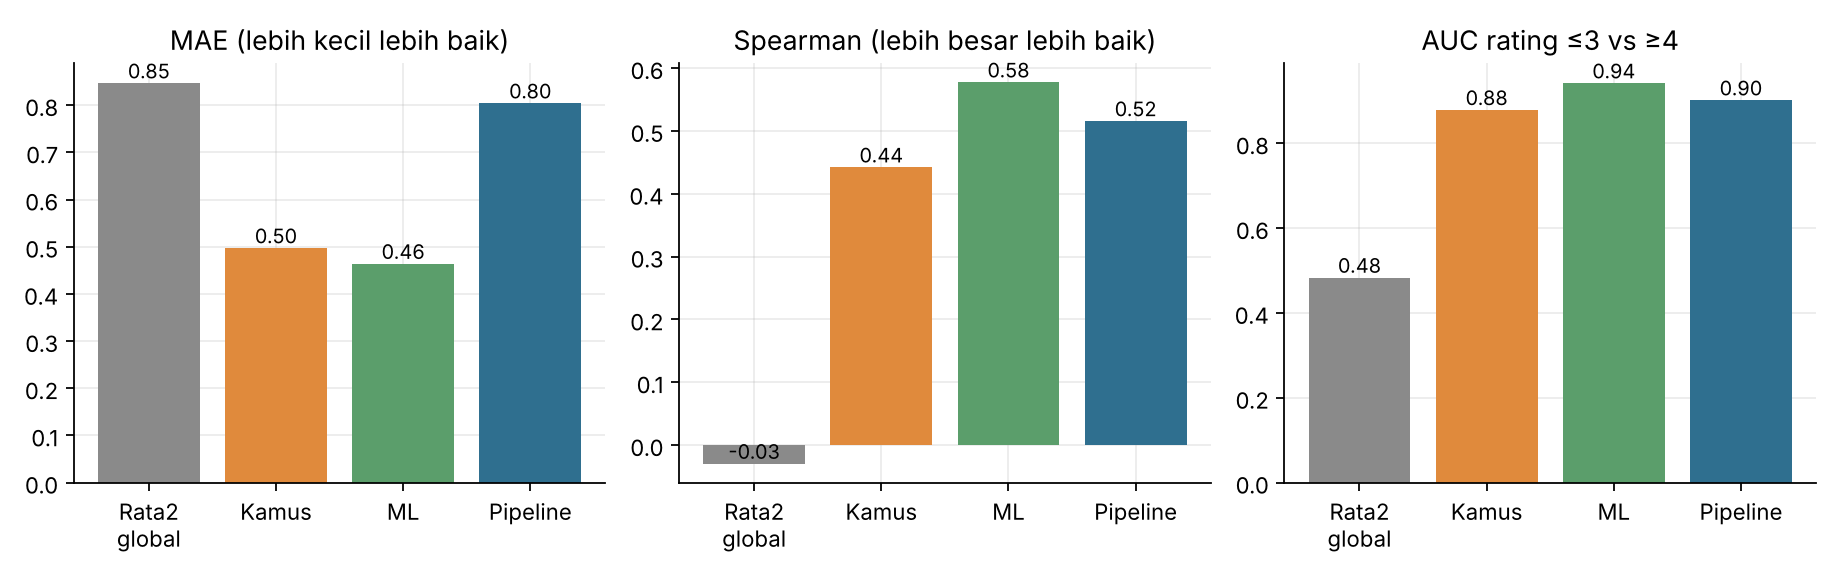 MAE (lebih kecil lebih baik)
0.85
0.50
0.46
0.80
0.8
0.7
0.6
0.5
0.4
0.3
0.2
0.1
0.0
Rata2
global
Kamus
ML
Pipeline
Spearman (lebih besar lebih baik)
-0.03
0.44
0.58
0.52
0.6
0.5
0.4
0.3
0.2
0.1
0.0
Rata2
global
Kamus
ML
Pipeline
AUC rating ≤3 vs ≥4
0.48
0.88
0.94
0.90
0.8
0.6
0.4
0.2
0.0
Rata2
global
Kamus
ML
Pipeline